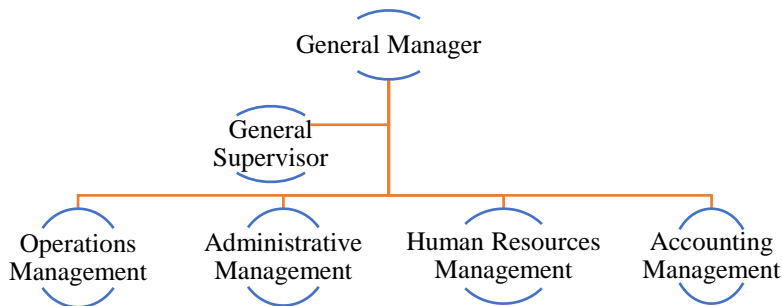 General Manager
General
Supervisor
Operations
Management
Administrative
Management
Human Resources
Management
Accounting
Management